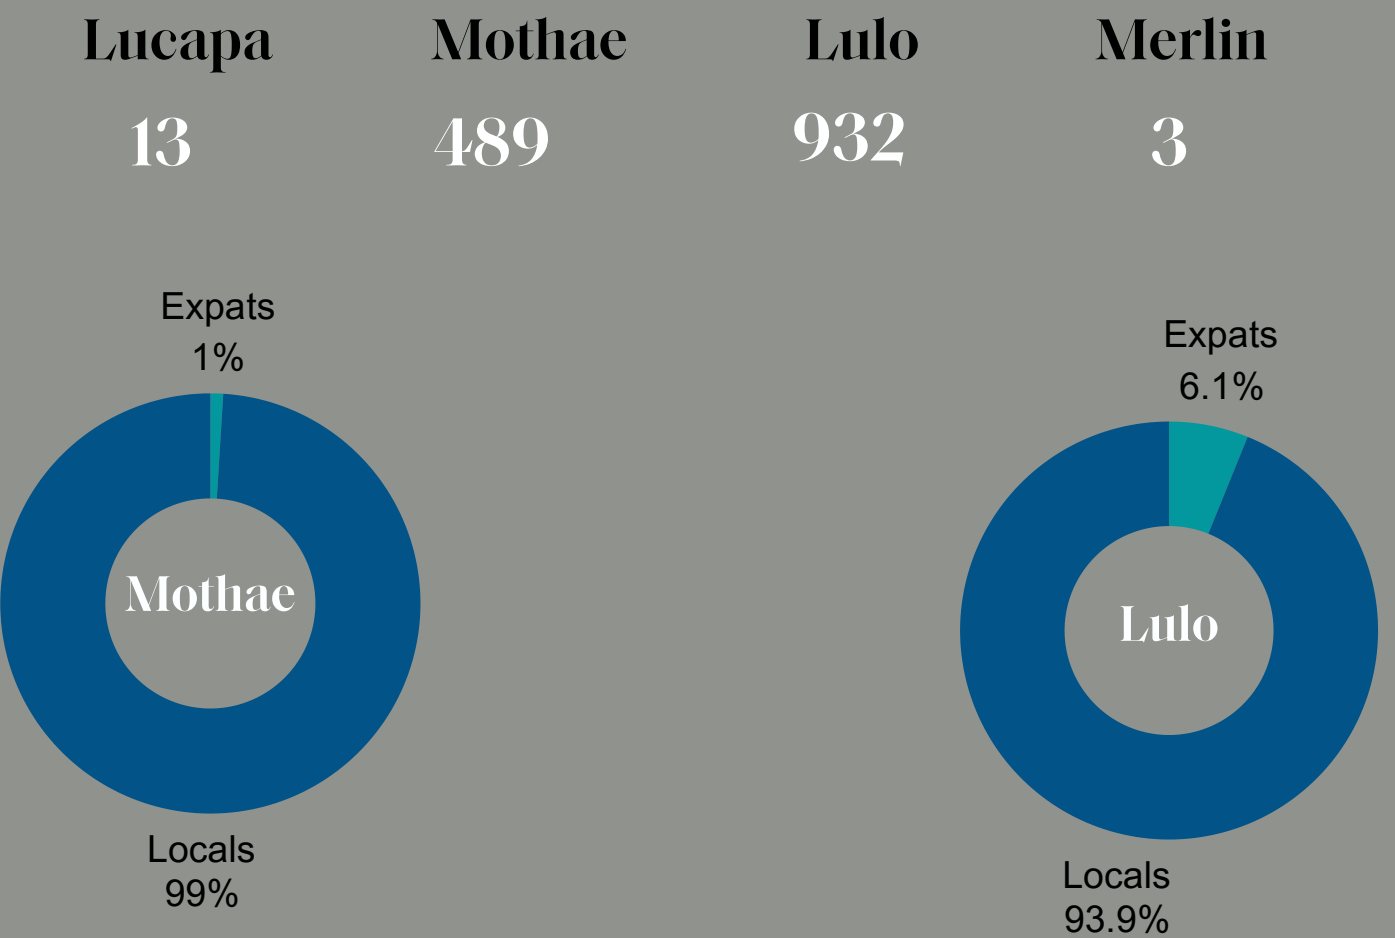 Lucapa Mothae Lulo Merlin
13 489 932 3
Expats
1%
Mothae
Locals
99%
Expats
6.1%
Lulo
Locals
93.9%